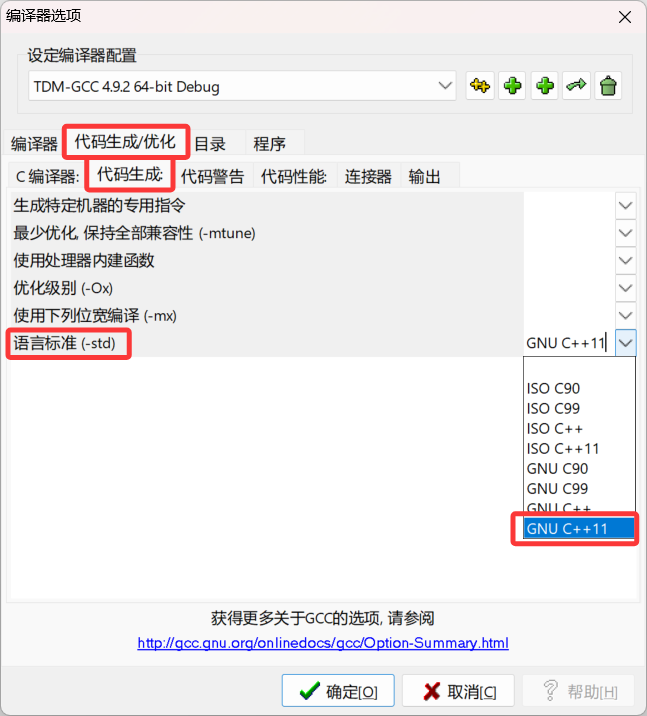 编译器选项
设定编译器配置
TDM-GCC 4.9.2 64-bit Debug
编译器 代码生成/优化 目录 程序
C 编译器: 代码生成: 代码警告 代码性能: 连接器 输出
生成特定机器的专用指令
最少优化, 保持全部兼容性 (-mtune)
使用处理器内建函数
优化级别 (-Ox)
使用下列位宽编译 (-mx)
语言标准 (-std) GNU C++11
ISO C90
ISO C99
ISO C++
ISO C++11
GNU C90
GNU C99
GNU C++
GNU C++11
获得更多关于GCC的选项, 请参阅
http://gcc.gnu.org/onlinedocs/gcc/Option-Summary.html
确定[O] 取消[C] 帮助[H]